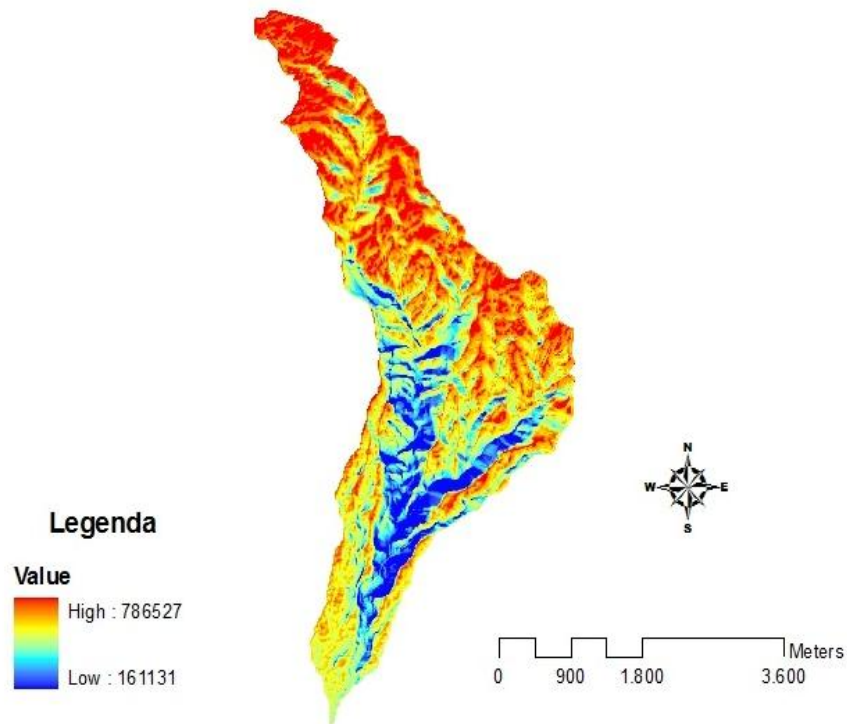 N
W E
S
Legenda
Value
High : 786527
Low : 161131
Meters
0 900 1.800 3.600